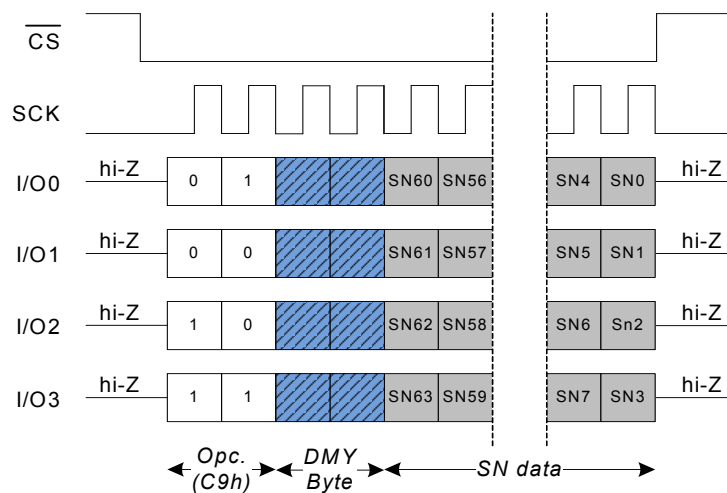 CS
SCK
I/O0 hi-Z 0 1 SN60 SN56 SN4 SN0 hi-Z
I/O1 hi-Z 0 0 SN61 SN57 SN5 SN1 hi-Z
I/O2 hi-Z 1 0 SN62 SN58 SN6 Sn2 hi-Z
I/O3 hi-Z 1 1 SN63 SN59 SN7 SN3 hi-Z
Opc. DMY SN data
(C9h) Byte